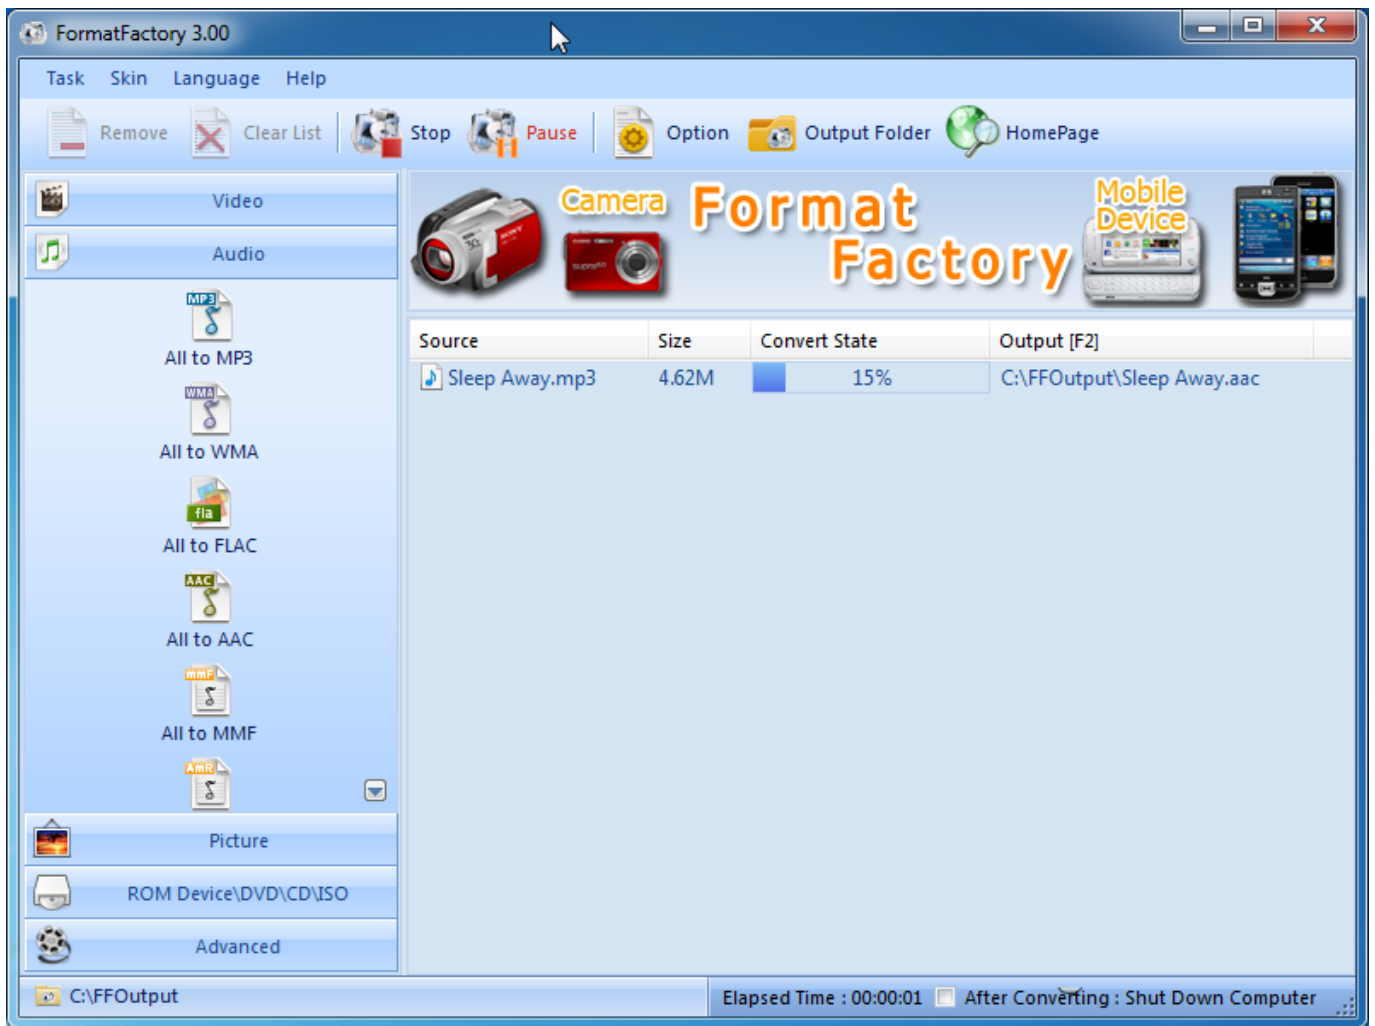 FormatFactory 3.00
Task Skin Language Help
Remove Clear List Stop Pause Option Output Folder HomePage
Video
Audio
MP3
All to MP3
WMA
All to WMA
fla
All to FLAC
AAC
All to AAC
mmF
All to MMF
AMR
Picture
ROM Device\DVD\CD\ISO
Advanced
Camera
Format
Factory
Mobile
Device
SONY
Source Size Convert State Output [F2]
Sleep Away.mp3 4.62M 15% C:\FFOutput\Sleep Away.aac
C:\FFOutput
Elapsed Time : 00:00:01 After Converting : Shut Down Computer